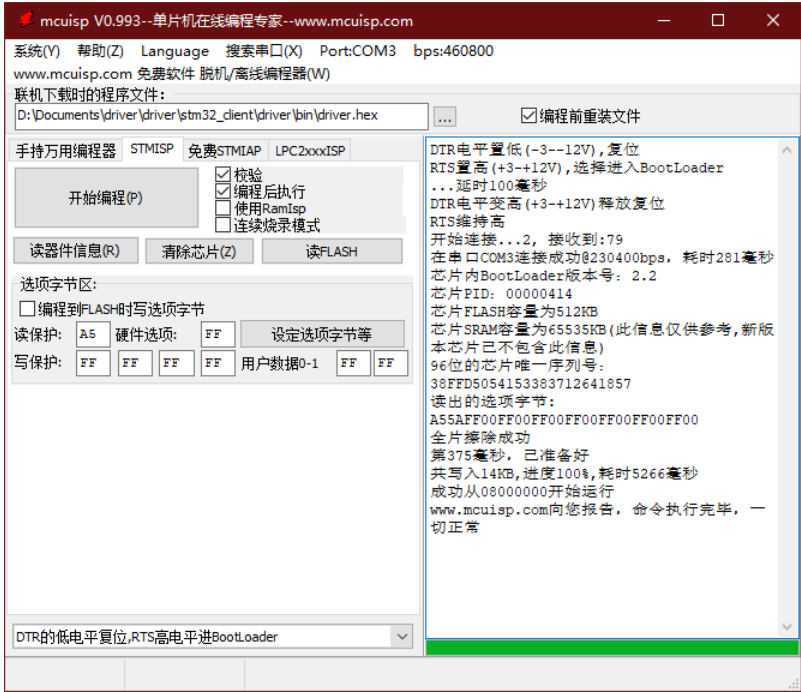 mcuisp V0.993--单片机在线编程专家--www.mcuisp.com
系统(Y) 帮助(Z) Language 搜索串口(X) Port:COM3 bps:460800
www.mcuisp.com 免费软件 脱机/离线编程器(W)
联机下载时的程序文件:
D:\Documents\driver\driver\stm32_client\driver\bin\driver.hex
...
编程前重装文件
手持万用编程器 STMISP 免费STMIAP LPC2xxxISP
开始编程(P)
校验
编程后执行
使用RamIsp
连续烧录模式
读器件信息(R) 清除芯片(Z) 读FLASH
选项字节区:
编程到FLASH时写选项字节
读保护: A5 硬件选项: FF 设定选项字节等
写保护: FF FF FF FF 用户数据0-1 FF FF
DTR的低电平复位,RTS高电平进BootLoader
DTR电平置低(-3--12V),复位
RTS置高(+3-+12V),选择进入BootLoader
...延时100毫秒
DTR电平变高(+3-+12V)释放复位
RTS维持高
开始连接...2, 接收到:79
在串口COM3连接成功@230400bps, 耗时281毫秒
芯片内BootLoader版本号: 2.2
芯片PID: 00000414
芯片FLASH容量为512KB
芯片SRAM容量为65535KB(此信息仅供参考,新版
本芯片已不包含此信息)
96位的芯片唯一序列号:
38FFD5054153383712641857
读出的选项字节:
A55AFF00FF00FF00FF00FF00FF00FF00
全片擦除成功
第375毫秒, 已准备好
共写入14KB,进度100%,耗时5266毫秒
成功从08000000开始运行
www.mcuisp.com向您报告, 命令执行完毕, 一
切正常